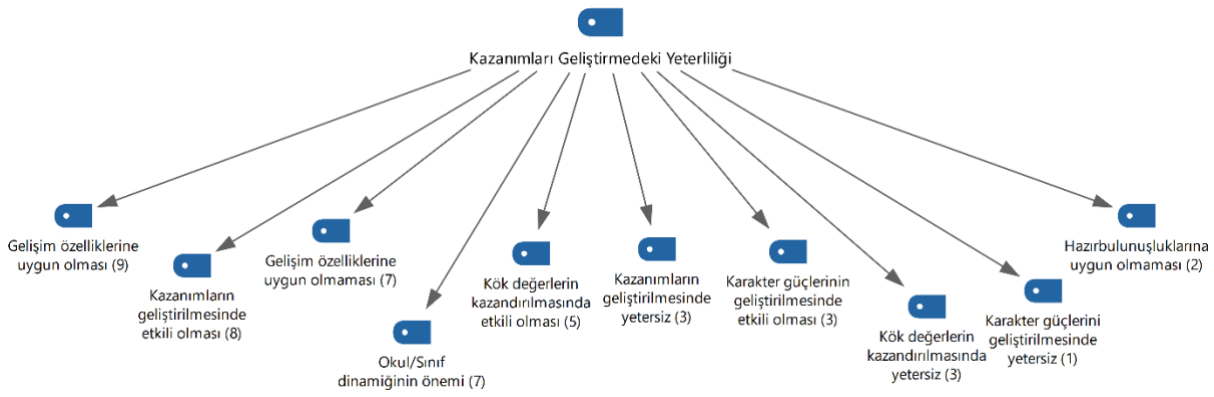 Kazanımları Geliştirmedeki Yeterliliği
Gelişim özelliklerine
uygun olması (9)
Kazanımların
geliştirilmesinde
etkili olması (8)
Gelişim özelliklerine
uygun olmaması (7)
Okul/Sınıf
dinamiğinin önemi (7)
Kök değerlerin
kazandırılmasında
etkili olması (5)
Kazanımların
geliştirilmesinde
yetersiz (3)
Karakter güçlerinin
geliştirilmesinde
etkili olması (3)
Kök değerlerin
kazandırılmasında
yetersiz (3)
Karakter güçlerini
geliştirilmesinde
yetersiz (1)
Hazırbulunuşluklarına
uygun olmaması (2)